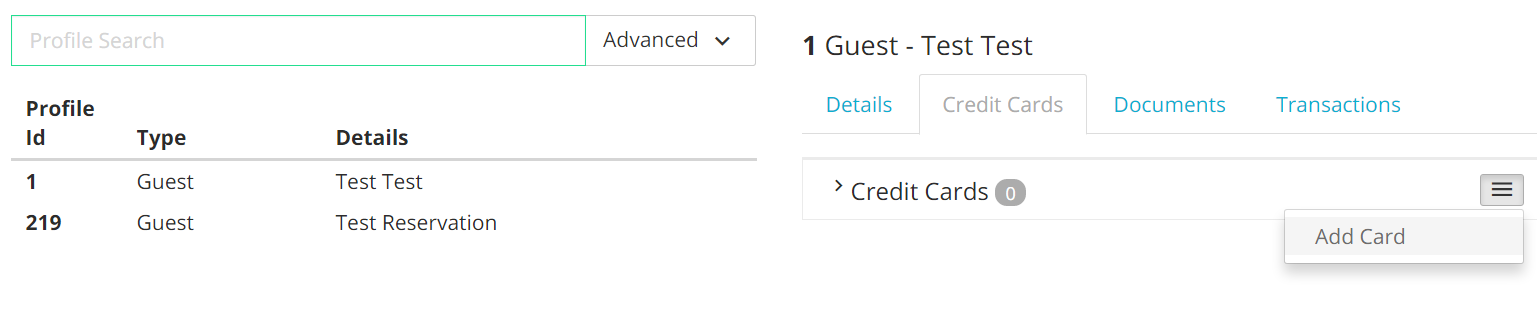 Profile Search
Advanced
Profile
Id
Type
Details
1
Guest
Test Test
219
Guest
Test Reservation
1 Guest - Test Test
Details
Credit Cards
Documents
Transactions
Credit Cards 0
Add Card